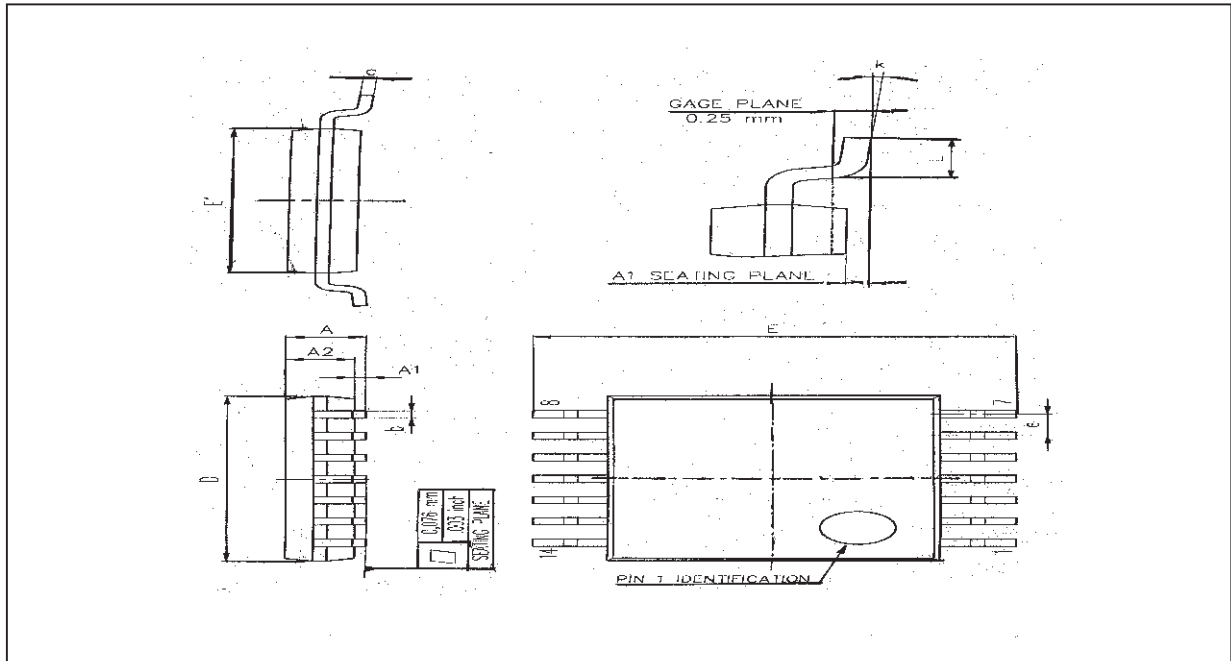 c
k
GAGE PLANE
0.25 mm
L
E'
A1 SEATING PLANE
A
A2
A1
b
D
0,076 mm
.003 inch
SEATING PLANE
E
8
7
e
14
1
PIN 1 IDENTIFICATION